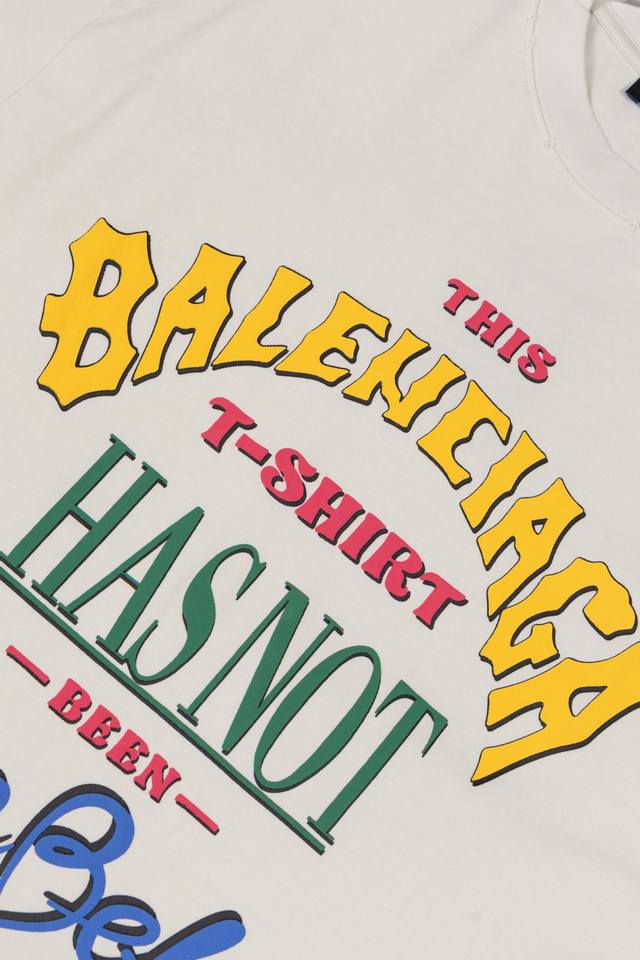 THIS
BALENCIAGA
T-SHIRT
HAS NOT
— BEEN —